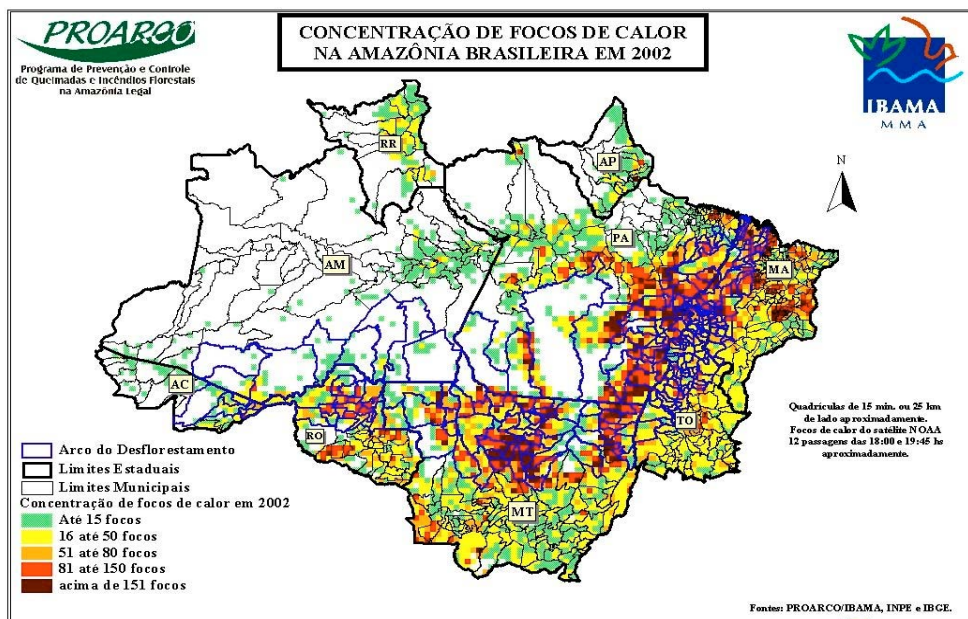 PROARCO
Programa de Prevenção e Controle
de Queimadas e Incêndios Florestais
na Amazônia Legal
CONCENTRAÇÃO DE FOCOS DE CALOR
NA AMAZÔNIA BRASILEIRA EM 2002
IBAMA
MMA
N
RR
AP
PA
AM
MA
AC
RO
TO
MT
Quadrículas de 15 min. ou 25 km
de lado aproximadamente.
Focos de calor do satélite NOAA
12 passagens das 18:00 e 19:45 hs
aproximadamente.
Arco do Desflorestamento
Limites Estaduais
Limites Municipais
Concentração de focos de calor em 2002
Até 15 focos
16 até 50 focos
51 até 80 focos
81 até 150 focos
acima de 151 focos
Fontes: PROARCO/IBAMA, INPE e IBGE.